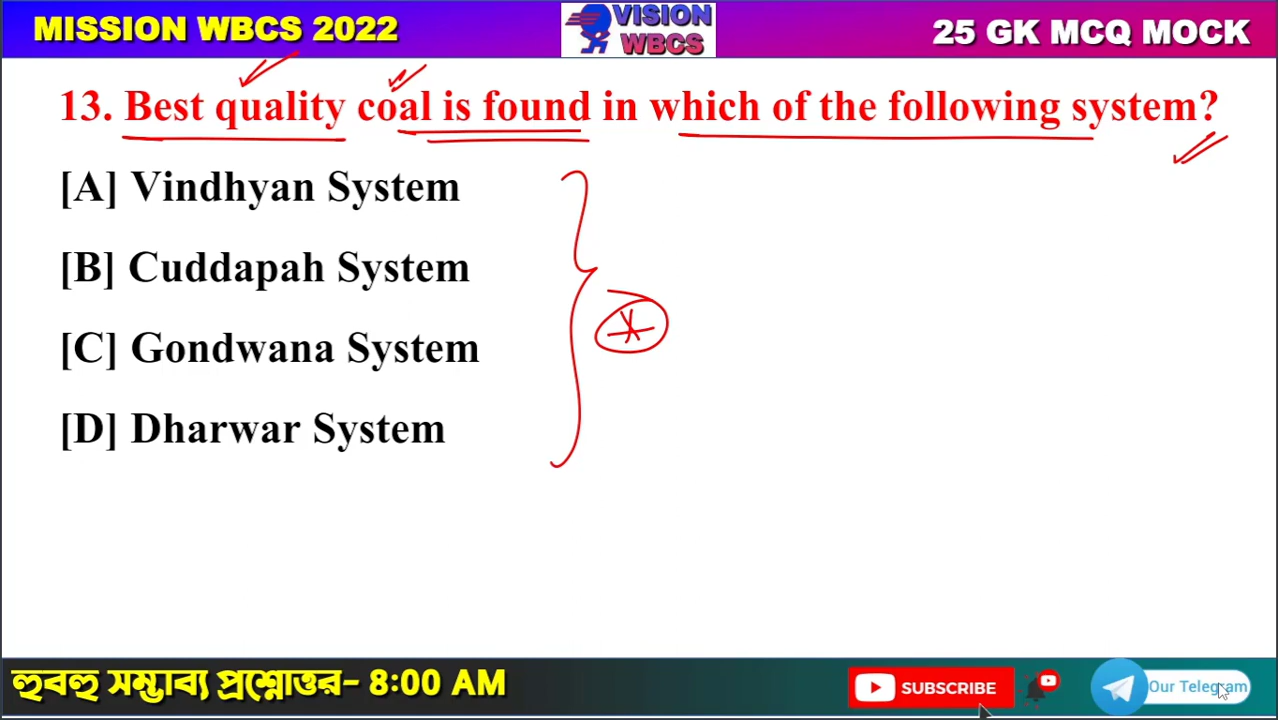 MISSION WBCS 2022
VISION
WBCS
25 GK MCQ MOCK
13. Best quality coal is found in which of the following system?
[A] Vindhyan System
[B] Cuddapah System
[C] Gondwana System
[D] Dharwar System
হুবহু সম্ভাব্য প্রশ্নোত্তর- 8:00 AM
SUBSCRIBE
Our Telegram